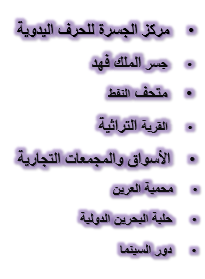 • مركز الجسرة للحرف اليدوية
• جسر الملك فهد
• متحف النفط
• القرية التراثية
• الأسواق والمجمعات التجارية
• محمية العرين
• حلبة البحرين الدولية
• دور السينما